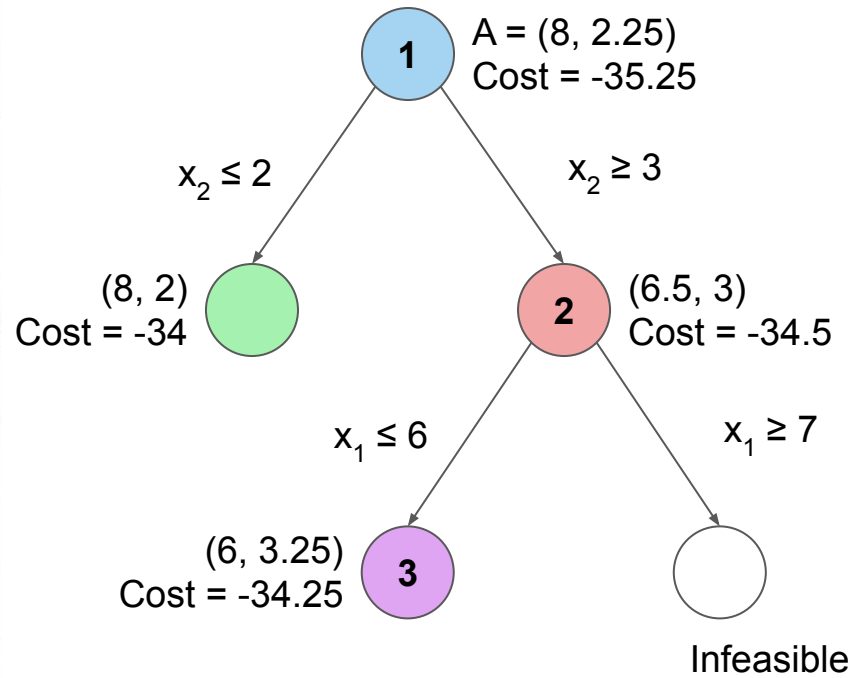 1
A = (8, 2.25)
Cost = -35.25
x₂ ≤ 2
x₂ ≥ 3
(8, 2)
Cost = -34
2
(6.5, 3)
Cost = -34.5
x₁ ≤ 6
x₁ ≥ 7
(6, 3.25)
Cost = -34.25
3
Infeasible